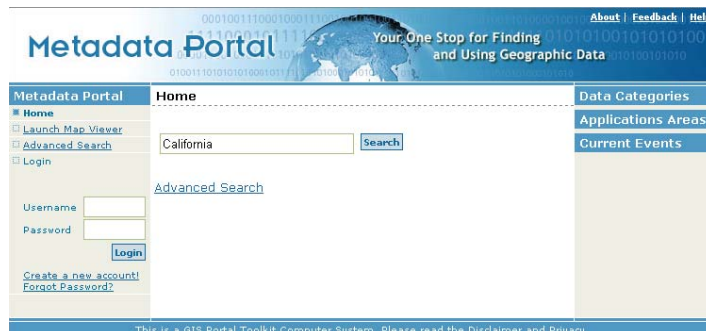 About | Feedback | Hel
Metadata Portal
Your One Stop for Finding
and Using Geographic Data
Metadata Portal
Home
Launch Map Viewer
Advanced Search
Login
Username
Password
Login
Create a new account!
Forgot Password?
Home
California Search
Advanced Search
Data Categories
Applications Areas
Current Events
This is a GIS Portal Toolkit Computer System. Please read the Disclaimer and Privacy